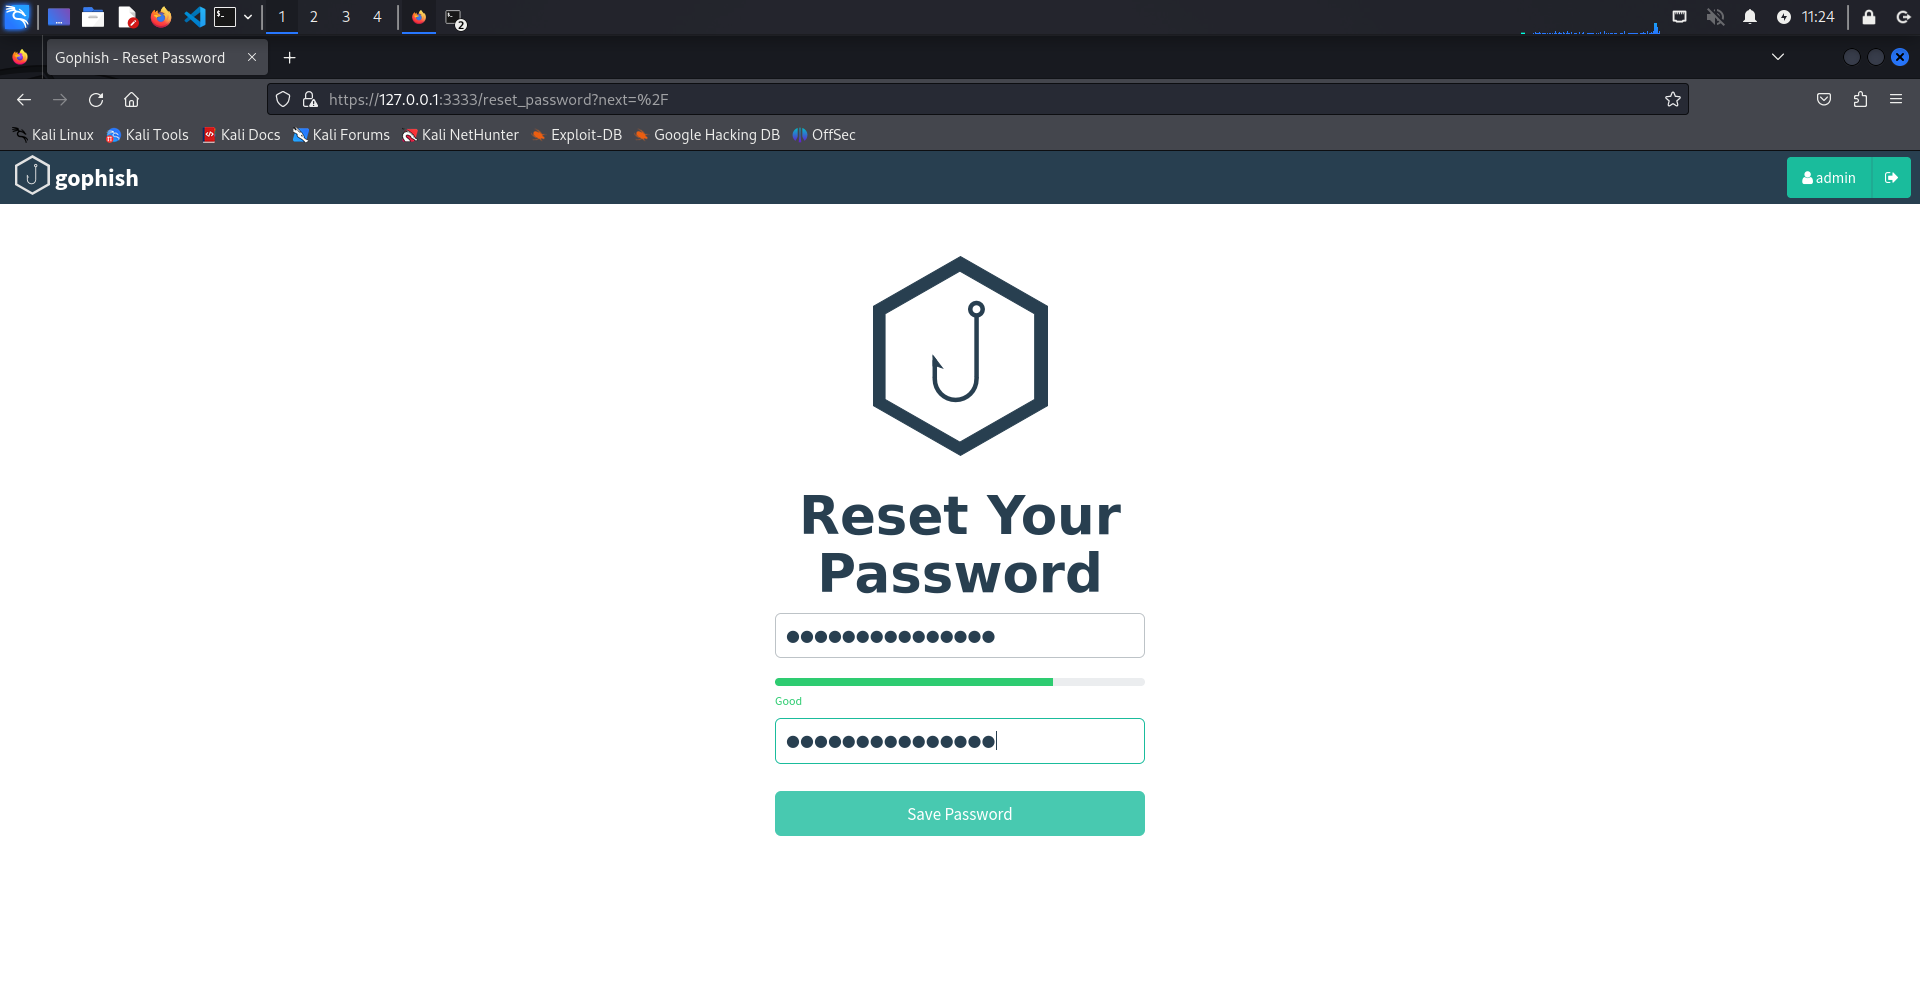 1 2 3 4 2 11:24
Gophish - Reset Password
https://127.0.0.1:3333/reset_password?next=%2F
Kali Linux Kali Tools Kali Docs Kali Forums Kali NetHunter Exploit-DB Google Hacking DB OffSec
gophish admin
Reset Your
Password
Good
Save Password